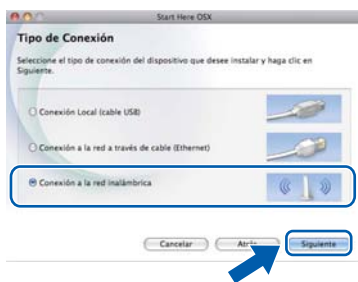 Start Here OSX
Tipo de Conexión
Seleccione el tipo de conexión del dispositivo que desee instalar y haga clic en
Siguiente.
Conexión Local (cable USB)
Conexión a la red a través de cable (Ethernet)
Conexión a la red inalámbrica
Cancelar
Atrás
Siguiente